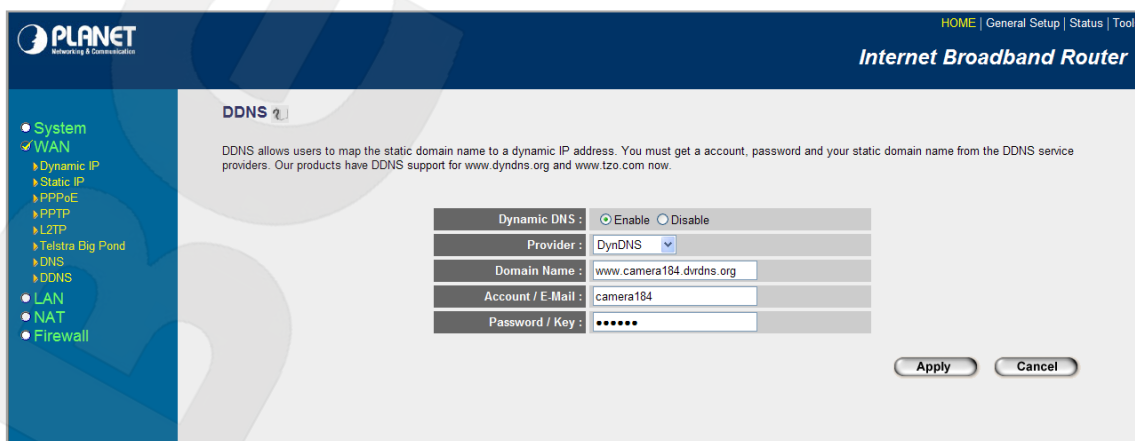 PLANET
Networking & Communication
HOME | General Setup | Status | Tool
Internet Broadband Router
System
WAN
Dynamic IP
Static IP
PPPoE
PPTP
L2TP
Telstra Big Pond
DNS
DDNS
LAN
NAT
Firewall
DDNS
DDNS allows users to map the static domain name to a dynamic IP address. You must get a account, password and your static domain name from the DDNS service
providers. Our products have DDNS support for www.dyndns.org and www.tzo.com now.
Dynamic DNS : Enable Disable
Provider : DynDNS
Domain Name : www.camera184.dvrdns.org
Account / E-Mail : camera184
Password / Key : ●●●●●●
Apply Cancel